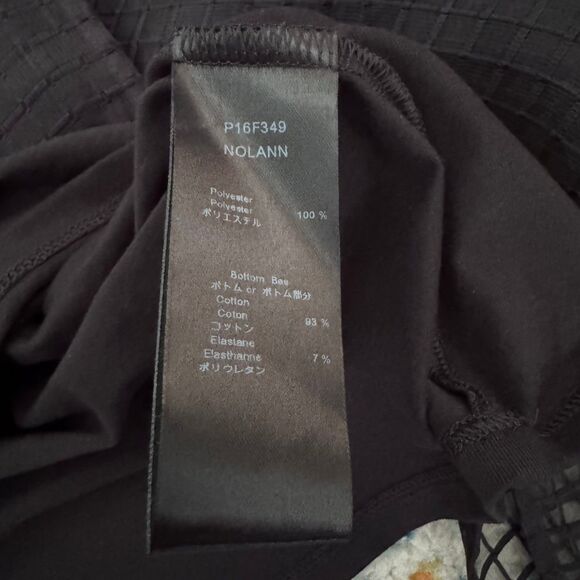 P16F349
NOLANN
Polyester
Polyester
ポリエステル 100 %
Bottom Bas
ボトム or ボトム部分
Cotton
Coton 93 %
コットン
Elastane
Elasthanne 7 %
ポリウレタン